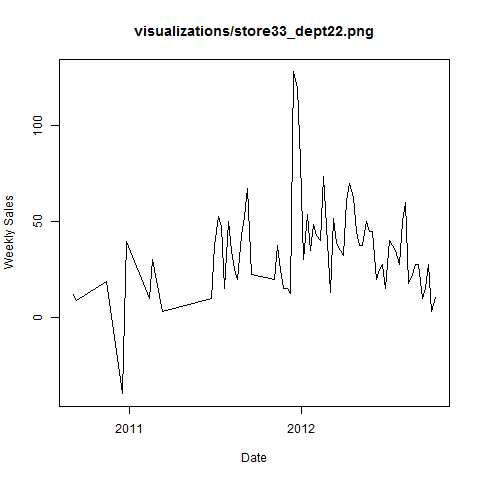 visualizations/store33_dept22.png
Weekly Sales
100
50
0
2011 2012
Date